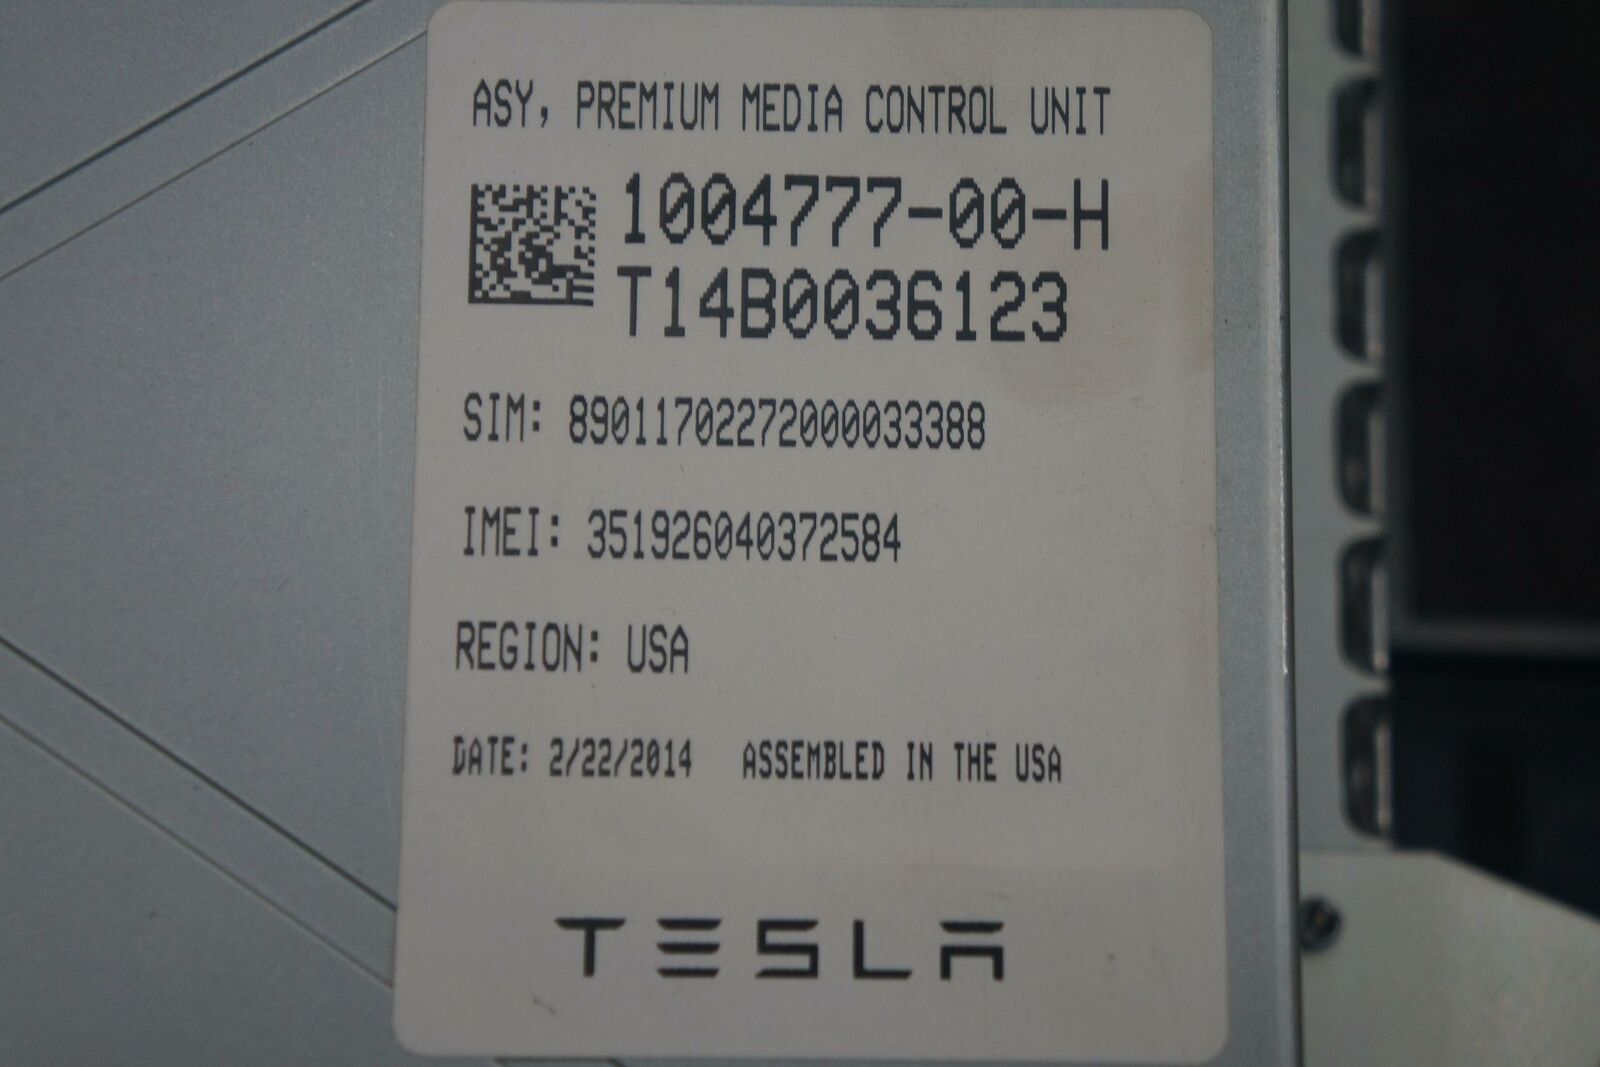 ASY, PREMIUM MEDIA CONTROL UNIT
1004777-00-H
T14B0036123
SIM: 89011702272000033388
IMEI: 351926040372584
REGION: USA
DATE: 2/22/2014 ASSEMBLED IN THE USA
TESLA